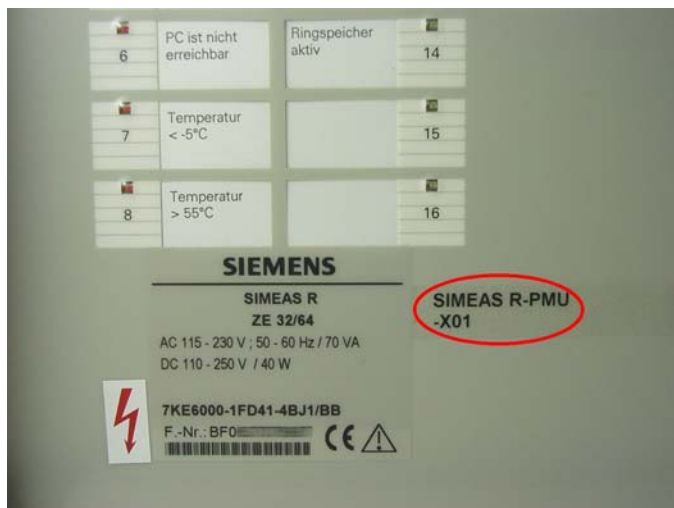 6
PC ist nicht
erreichbar
Ringspeicher
aktiv
14
7
Temperatur
< -5°C
15
8
Temperatur
> 55°C
16
SIEMENS
SIMEAS R
ZE 32/64
AC 115 - 230 V ; 50 - 60 Hz / 70 VA
DC 110 - 250 V / 40 W
7KE6000-1FD41-4BJ1/BB
F.-Nr.: BF0
CE
SIMEAS R-PMU
-X01